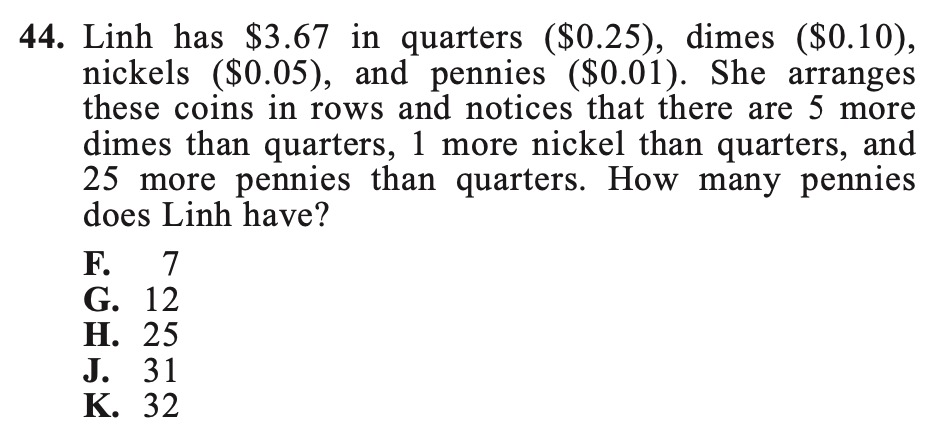 44. Linh has $3.67 in quarters ($0.25), dimes ($0.10),
nickels ($0.05), and pennies ($0.01). She arranges
these coins in rows and notices that there are 5 more
dimes than quarters, 1 more nickel than quarters, and
25 more pennies than quarters. How many pennies
does Linh have?
F. 7
G. 12
H. 25
J. 31
K. 32